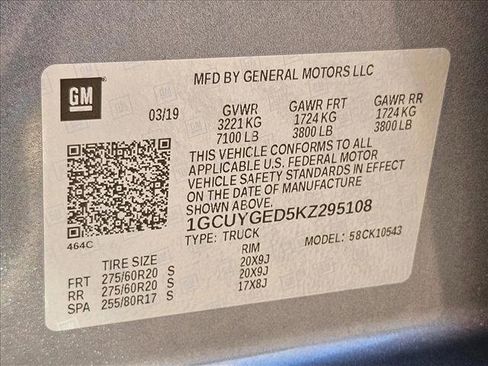 MFD BY GENERAL MOTORS LLC
GM
03/19 GVWR GAWR FRT GAWR RR
3221 KG 1724 KG 1724 KG
7100 LB 3800 LB 3800 LB
THIS VEHICLE CONFORMS TO ALL
APPLICABLE U.S. FEDERAL MOTOR
VEHICLE SAFETY STANDARDS IN EFFECT
ON THE DATE OF MANUFACTURE
SHOWN ABOVE.
1GCUYGED5KZ295108
464C
TYPE: TRUCK MODEL: 58CK10543
TIRE SIZE RIM
FRT 275/60R20 S 20X9J
RR 275/60R20 S 20X9J
SPA 255/80R17 S 17X8J